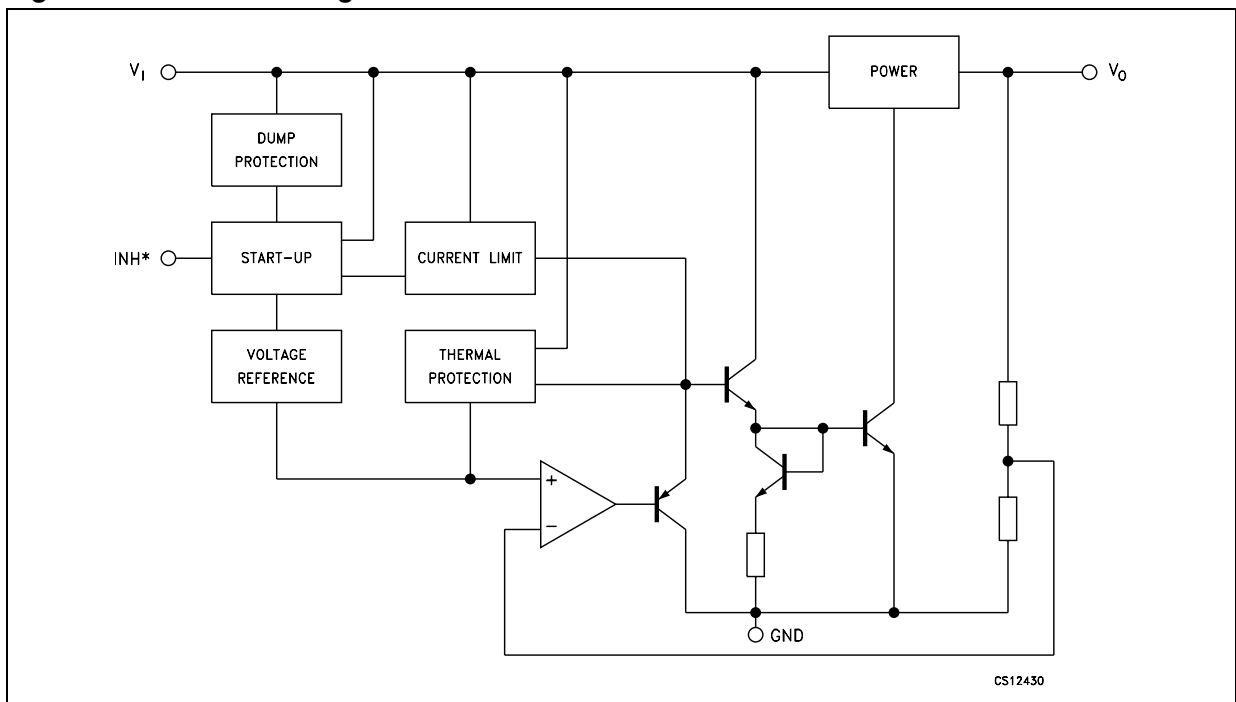 V_I
POWER
V_O
DUMP
PROTECTION
INH*
START-UP
CURRENT LIMIT
VOLTAGE
REFERENCE
THERMAL
PROTECTION
+
−
GND
CS12430